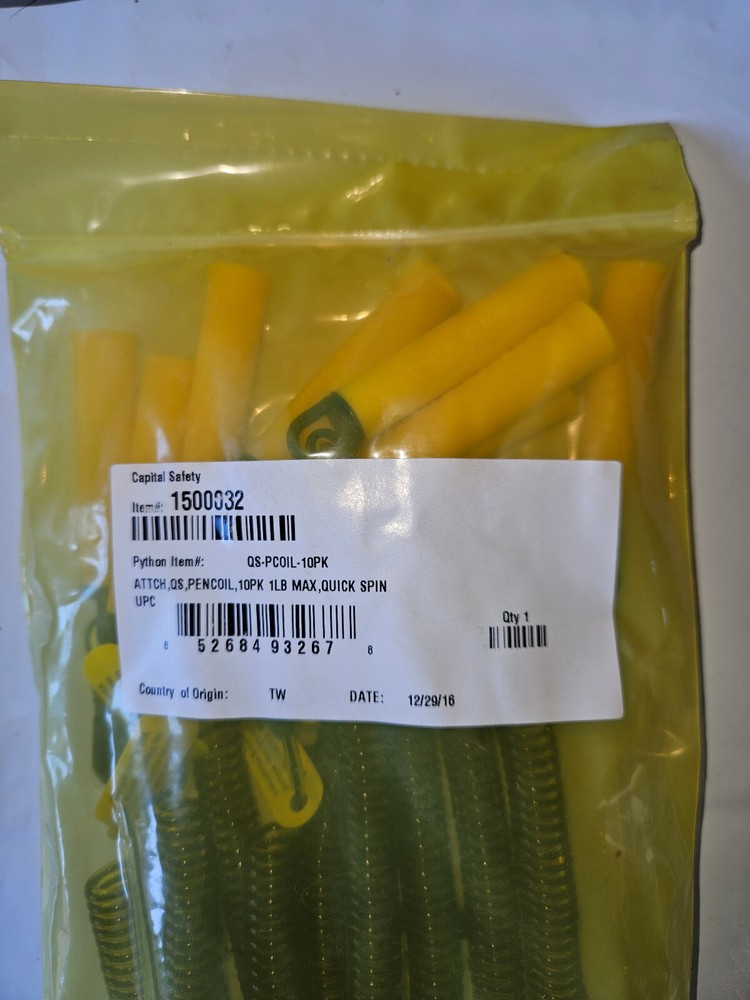 Capital Safety
Item#: 1500032
Python Item#: QS-PCOIL-10PK
ATTCH,QS,PENCOIL,10PK 1LB MAX,QUICK SPIN
UPC
6 52684 93267 8
Qty 1
Country of Origin: TW DATE: 12/29/16